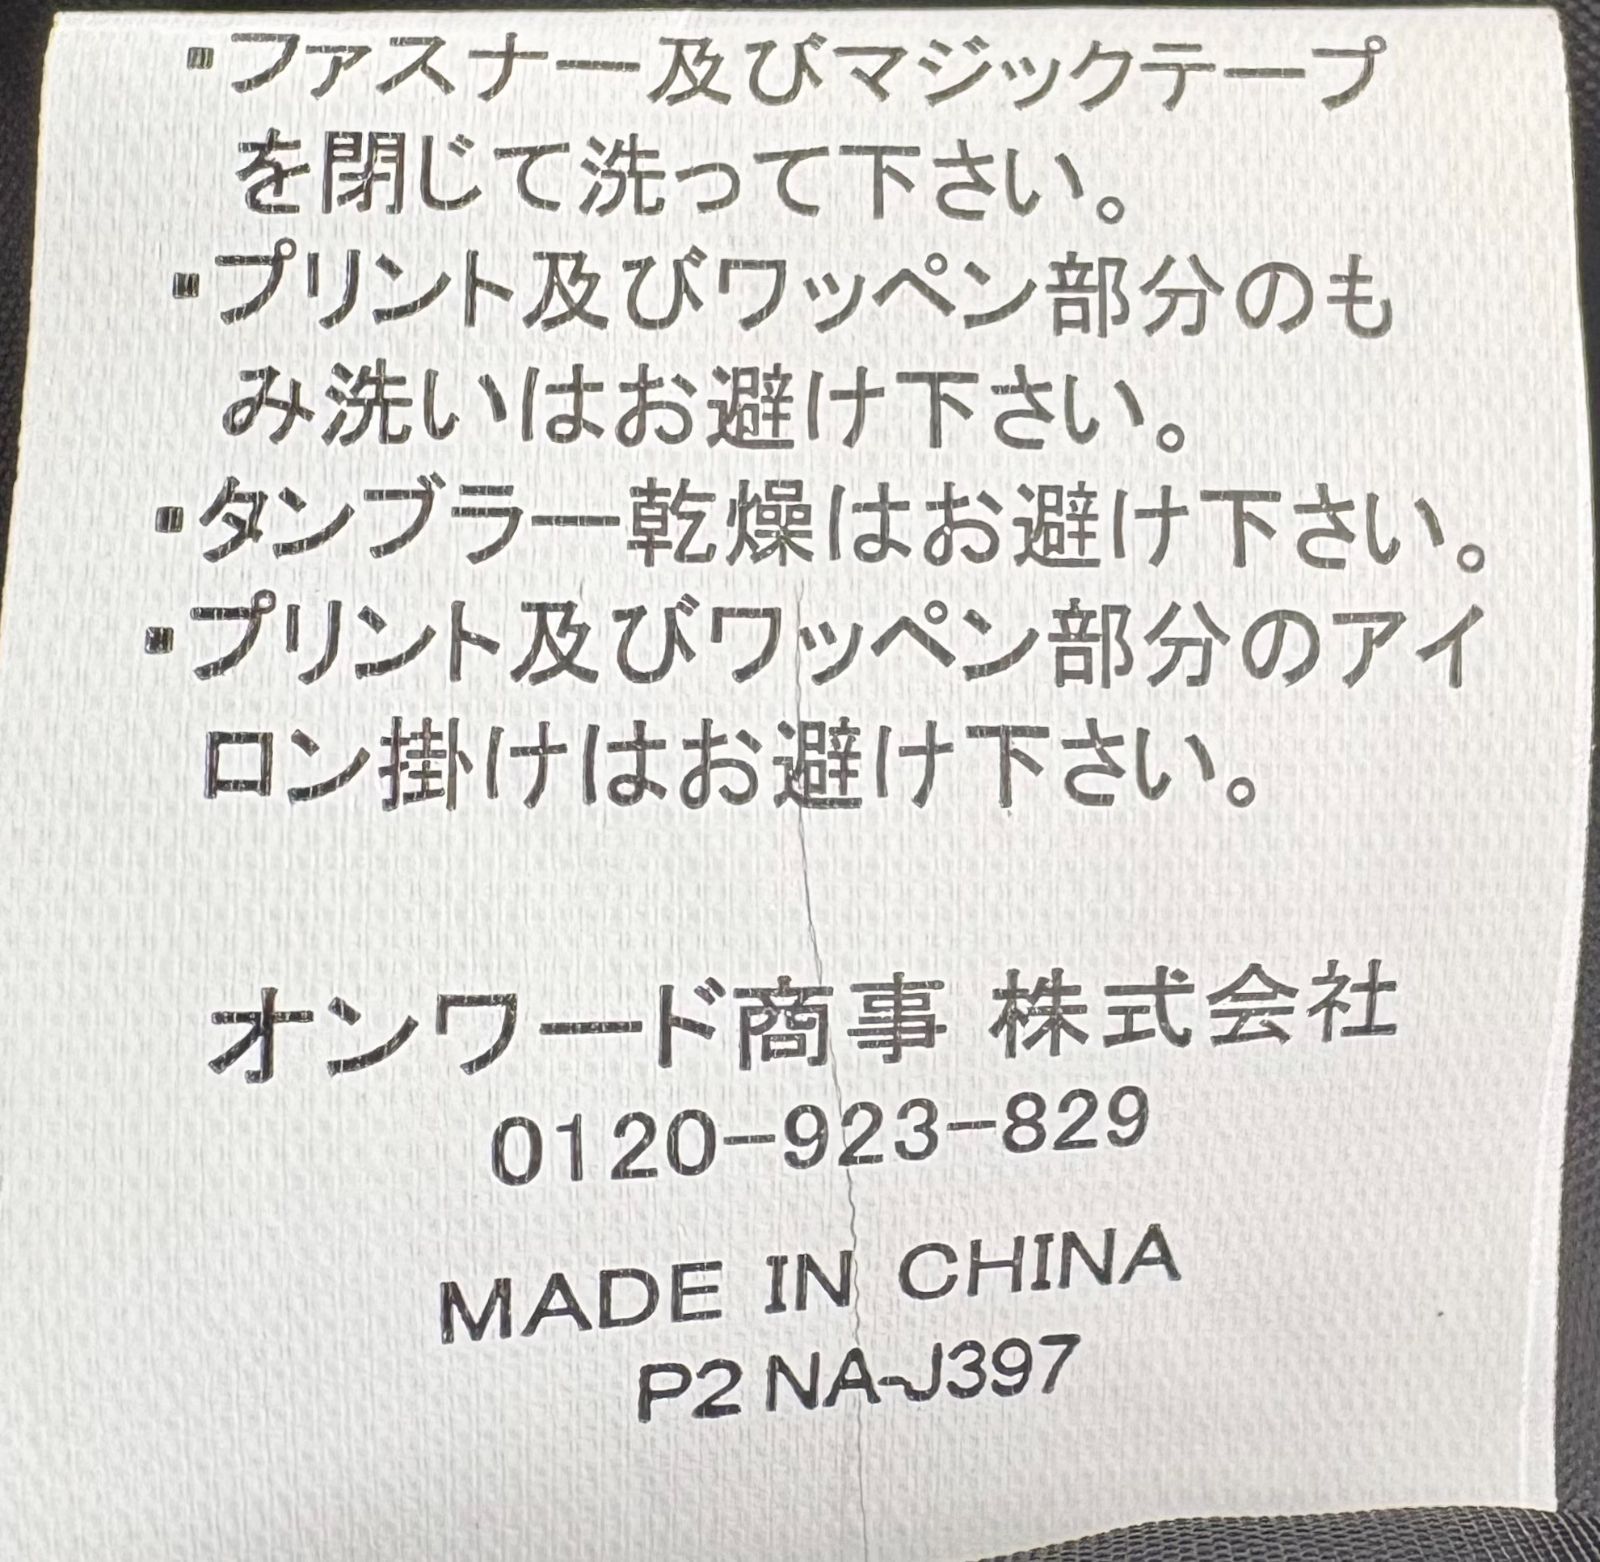 ・ファスナー及びマジックテープ
を閉じて洗って下さい。
・プリント及びワッペン部分のも
み洗いはお避け下さい。
・タンブラー乾燥はお避け下さい。
・プリント及びワッペン部分のアイ
ロン掛けはお避け下さい。
オンワード商事 株式会社
0120-923-829
MADE IN CHINA
P2 NA-J397